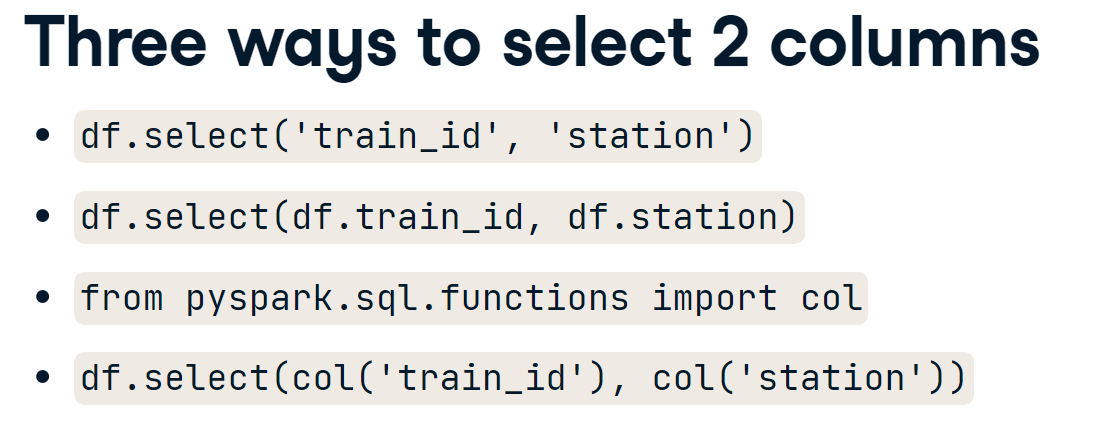 Three ways to select 2 columns
• df.select('train_id', 'station')
• df.select(df.train_id, df.station)
• from pyspark.sql.functions import col
• df.select(col('train_id'), col('station'))